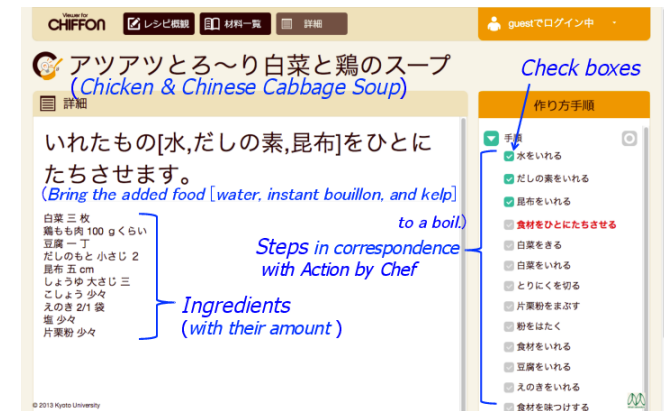 Viewer for
CHIFFON
レシピ概観
材料一覧
詳細
guestでログイン中
アツアツとろ～り白菜と鶏のスープ
(Chicken & Chinese Cabbage Soup)
Check boxes
詳細
いれたもの[水,だしの素,昆布]をひとに
たちさせます。
(Bring the added food [water, instant bouillon, and kelp]
to a boil.)
白菜 三 枚
鶏もも肉 100 gくらい
豆腐 一 丁
だしのもと 小さじ 2
昆布 五 cm
しょうゆ 大さじ 三
こしょう 少々
えのき 2/1 袋
塩 少々
片栗粉 少々
Ingredients
(with their amount )
Steps in correspondence
with Action by Chef
作り方手順
手順
水をいれる
だしの素をいれる
昆布をいれる
食材をひとにたちさせる
白菜をきる
白菜をいれる
とりにくを切る
片栗粉をまぶす
粉をはたく
食材をいれる
豆腐をいれる
えのきをいれる
食材を味つけする
© 2013 Kyoto University